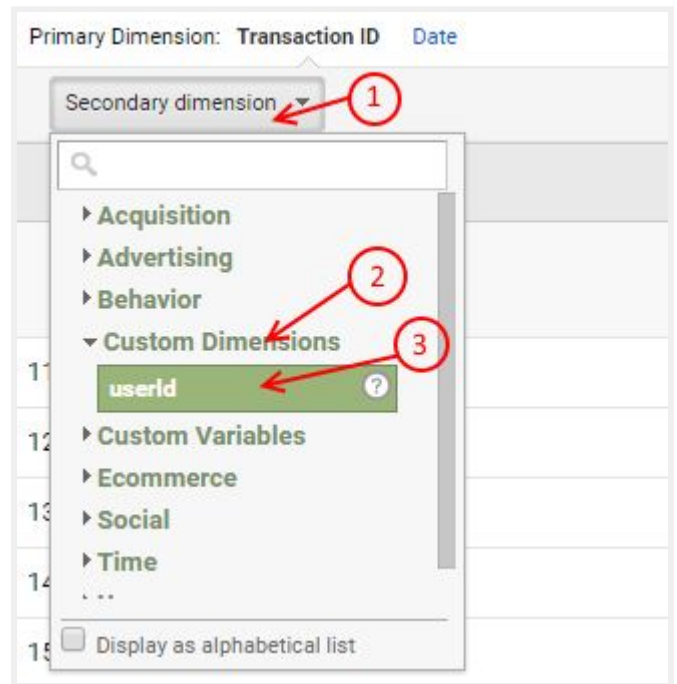 Primary Dimension: Transaction ID Date
Secondary dimension 1
Acquisition
Advertising
2
Behavior
Custom Dimensions
3
userId ?
Custom Variables
Ecommerce
Social
Time
Display as alphabetical list